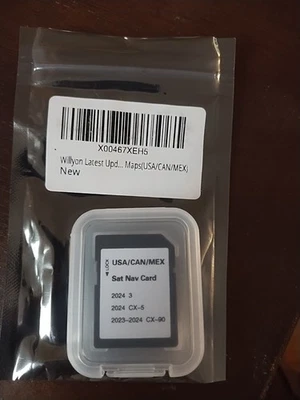 X00467XEH5
Willyon Latest Upd... Maps(USA/CAN/MEX)
New
LOCK
USA/CAN/MEX
Sat Nav Card
2024 3
2024 CX-5
2023-2024 CX-90